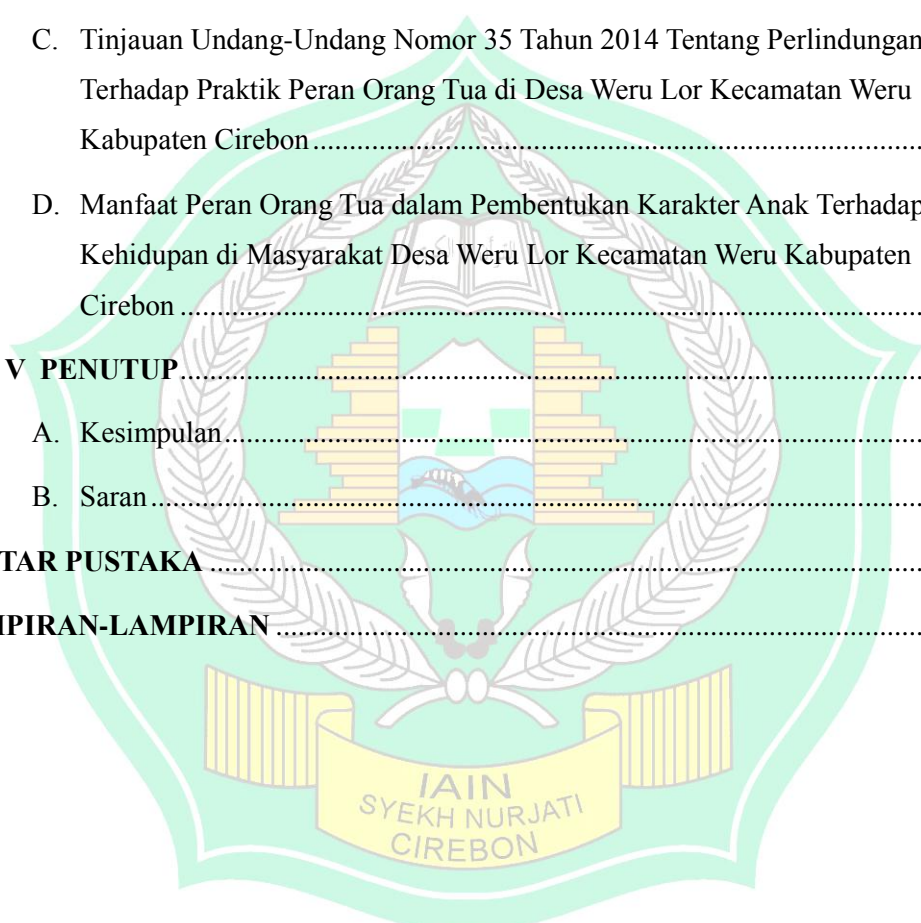 C. Tinjauan Undang-Undang Nomor 35 Tahun 2014 Tentang Perlindungan
Terhadap Praktik Peran Orang Tua di Desa Weru Lor Kecamatan Weru
Kabupaten Cirebon
D. Manfaat Peran Orang Tua dalam Pembentukan Karakter Anak Terhadap
Kehidupan di Masyarakat Desa Weru Lor Kecamatan Weru Kabupaten
Cirebon
V PENUTUP
A. Kesimpulan
B. Saran
TAR PUSTAKA
IPIRAN-LAMPIRAN
IAIN
SYEKH NURJATI
CIREBON